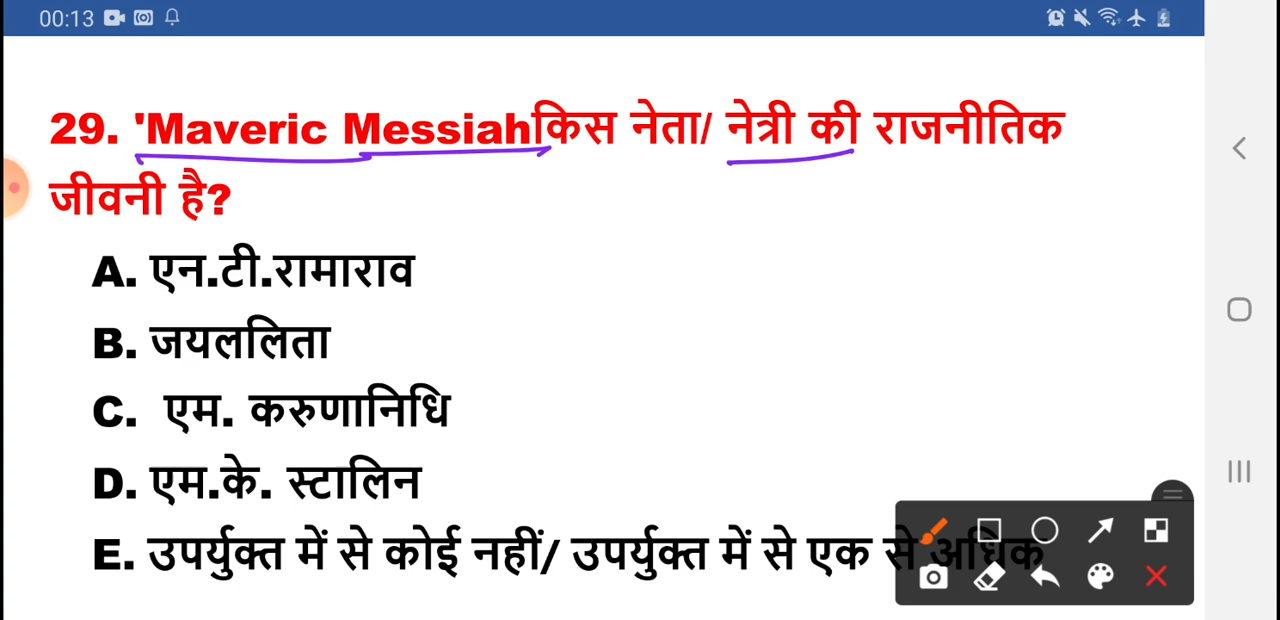 00:13
29. 'Maveric Messiahकिस नेता/ नेत्री की राजनीतिक
जीवनी है?
A. एन.टी.रामाराव
B. जयललिता
C. एम. करुणानिधि
D. एम.के. स्टालिन
E. उपर्युक्त में से कोई नहीं/ उपर्युक्त में से एक से अधिक